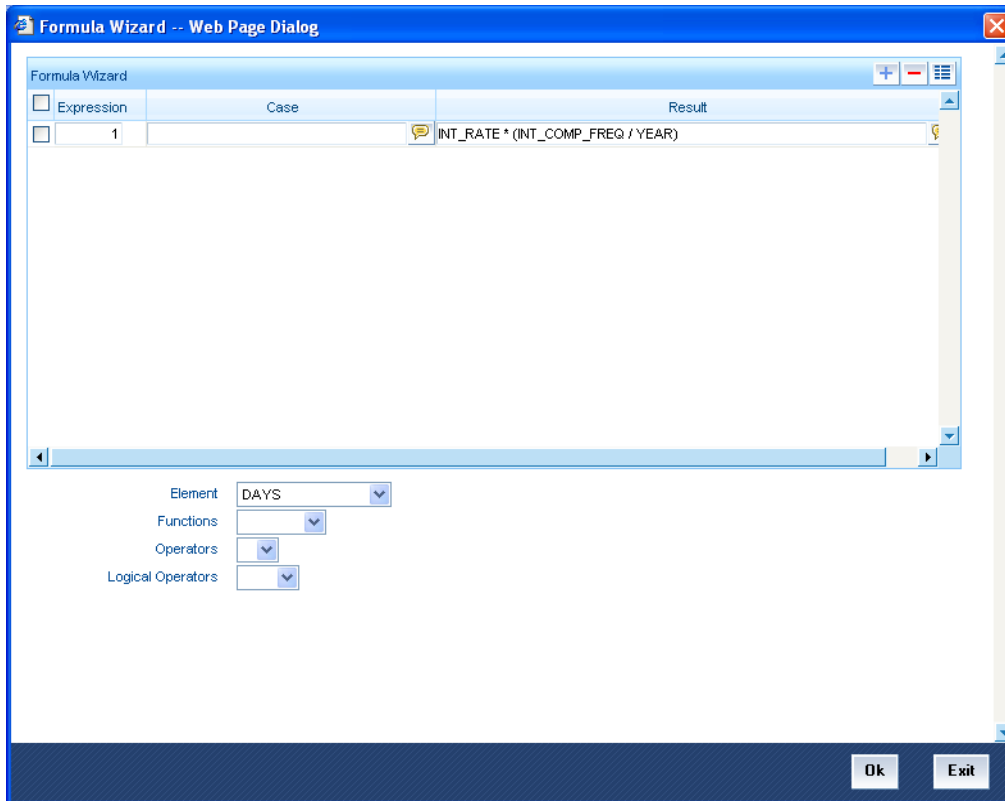 Formula Wizard -- Web Page Dialog
Formula Wizard
Expression Case Result
1 INT_RATE * (INT_COMP_FREQ / YEAR)
Element DAYS
Functions
Operators
Logical Operators
Ok Exit